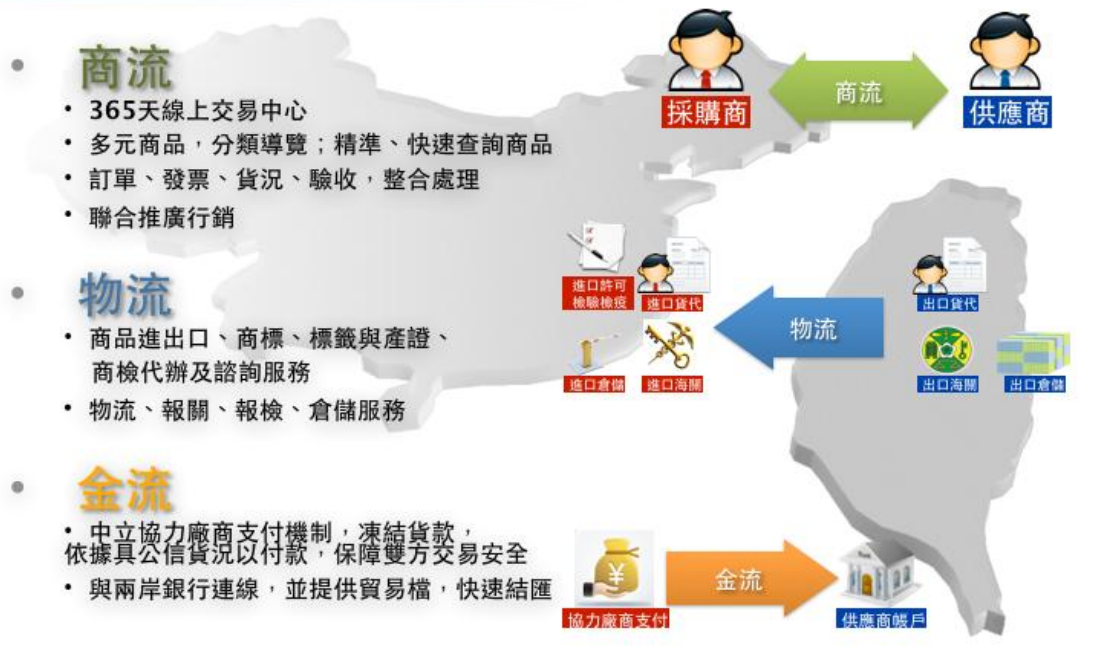 商流
365天線上交易中心
多元商品，分類導覽；精準、快速查詢商品
訂單、發票、貨況、驗收，整合處理
聯合推廣行銷
採購商
商流
供應商
物流
商品進出口、商標、標籤與產證、
商檢代辦及諮詢服務
物流、報關、報檢、倉儲服務
進口許可
檢驗檢疫
進口貨代
進口倉儲
進口海關
物流
出口貨代
出口海關
出口倉儲
金流
中立協力廠商支付機制，凍結貨款，
依據具公信貨況以付款，保障雙方交易安全
與兩岸銀行連線，並提供貿易檔，快速結匯
¥
協力廠商支付
金流
供應商帳戶